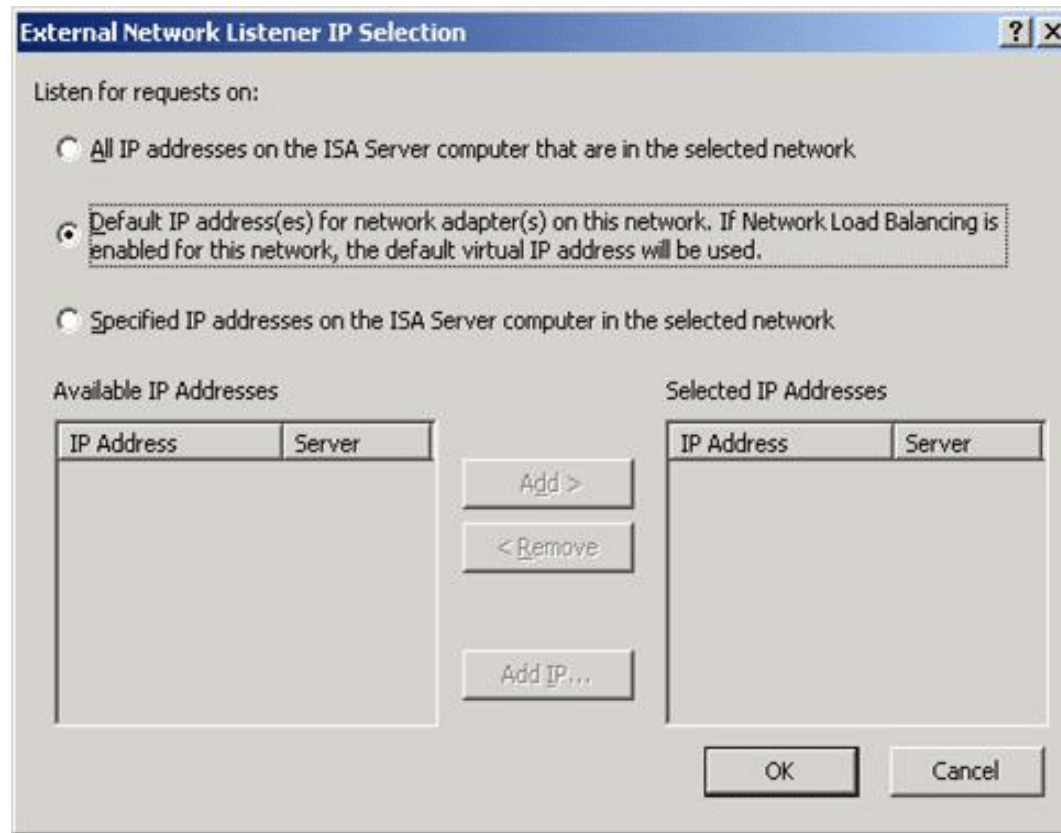 External Network Listener IP Selection
Listen for requests on:
All IP addresses on the ISA Server computer that are in the selected network
Default IP address(es) for network adapter(s) on this network. If Network Load Balancing is
enabled for this network, the default virtual IP address will be used.
Specified IP addresses on the ISA Server computer in the selected network
Available IP Addresses
Selected IP Addresses
IP Address Server
IP Address Server
Add >
< Remove
Add IP...
OK Cancel